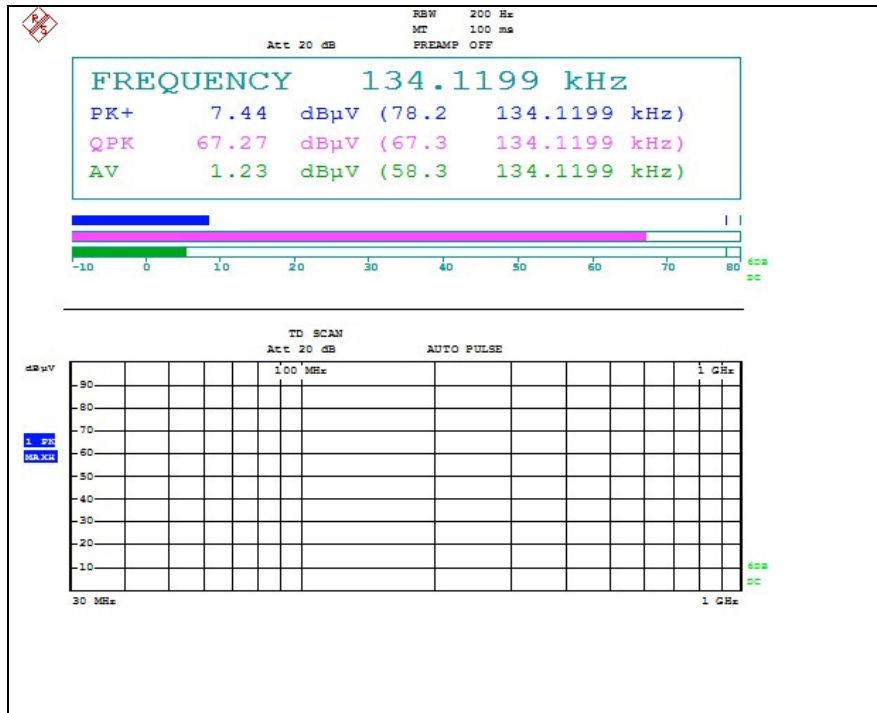 R S
RBW 200 Hz
MT 100 ms
Att 20 dB PREAMP OFF
FREQUENCY 134.1199 kHz
PK+ 7.44 dBµV (78.2 134.1199 kHz)
QPK 67.27 dBµV (67.3 134.1199 kHz)
AV 1.23 dBµV (58.3 134.1199 kHz)
-10 0 10 20 30 40 50 60 70 80
6DB
DC
TD SCAN
Att 20 dB AUTO PULSE
dBµV
100 MHz 1 GHz
90
80
70
1 PK
MAXH
60
50
40
30
20
10
6DB
DC
30 MHz 1 GHz